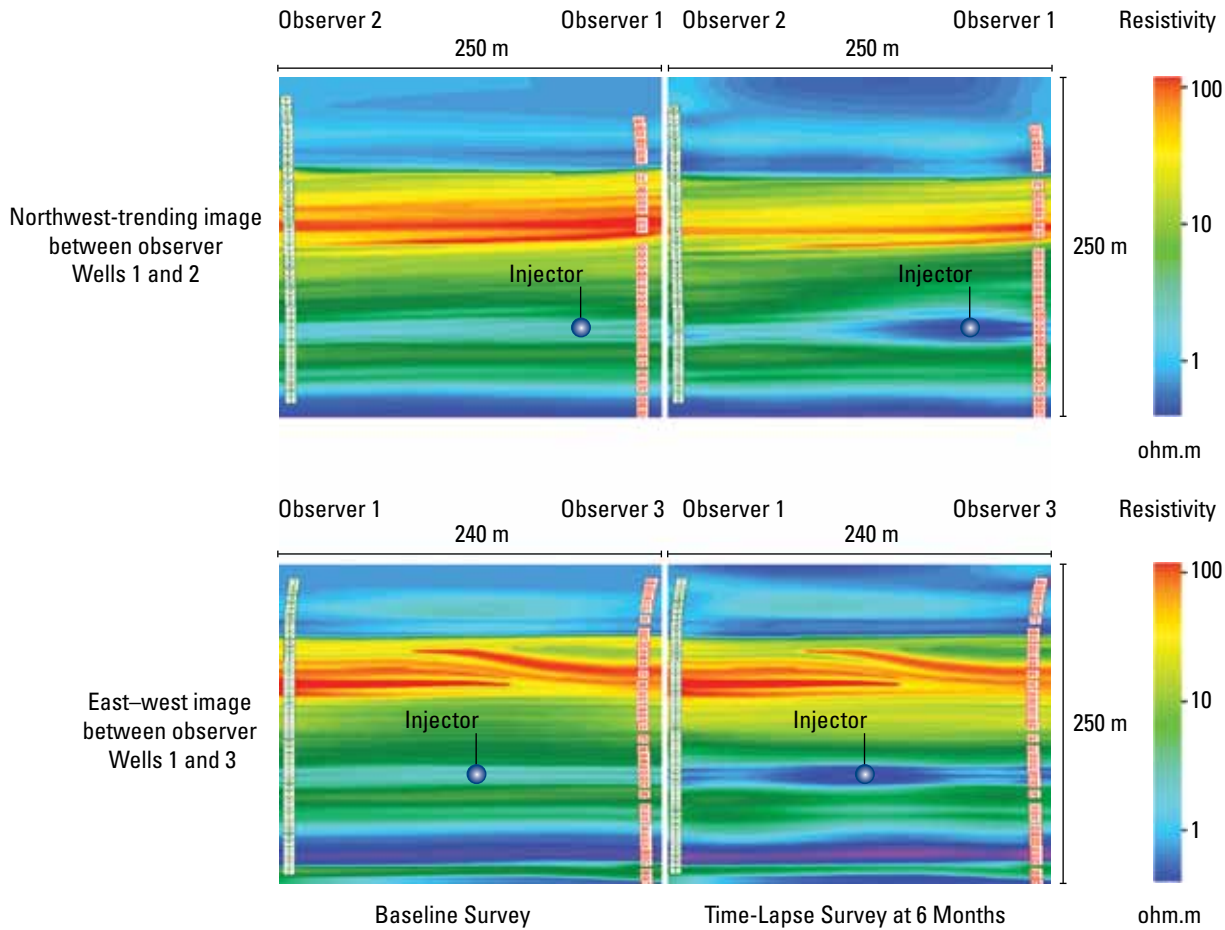 Observer 2 Observer 1 Observer 2 Observer 1 Resistivity
250 m 250 m
100
10
1
ohm.m
Northwest-trending image
between observer
Wells 1 and 2
Injector Injector
250 m
Observer 1 Observer 3 Observer 1 Observer 3 Resistivity
240 m 240 m
100
10
1
ohm.m
East–west image
between observer
Wells 1 and 3
Injector Injector
250 m
Baseline Survey Time-Lapse Survey at 6 Months